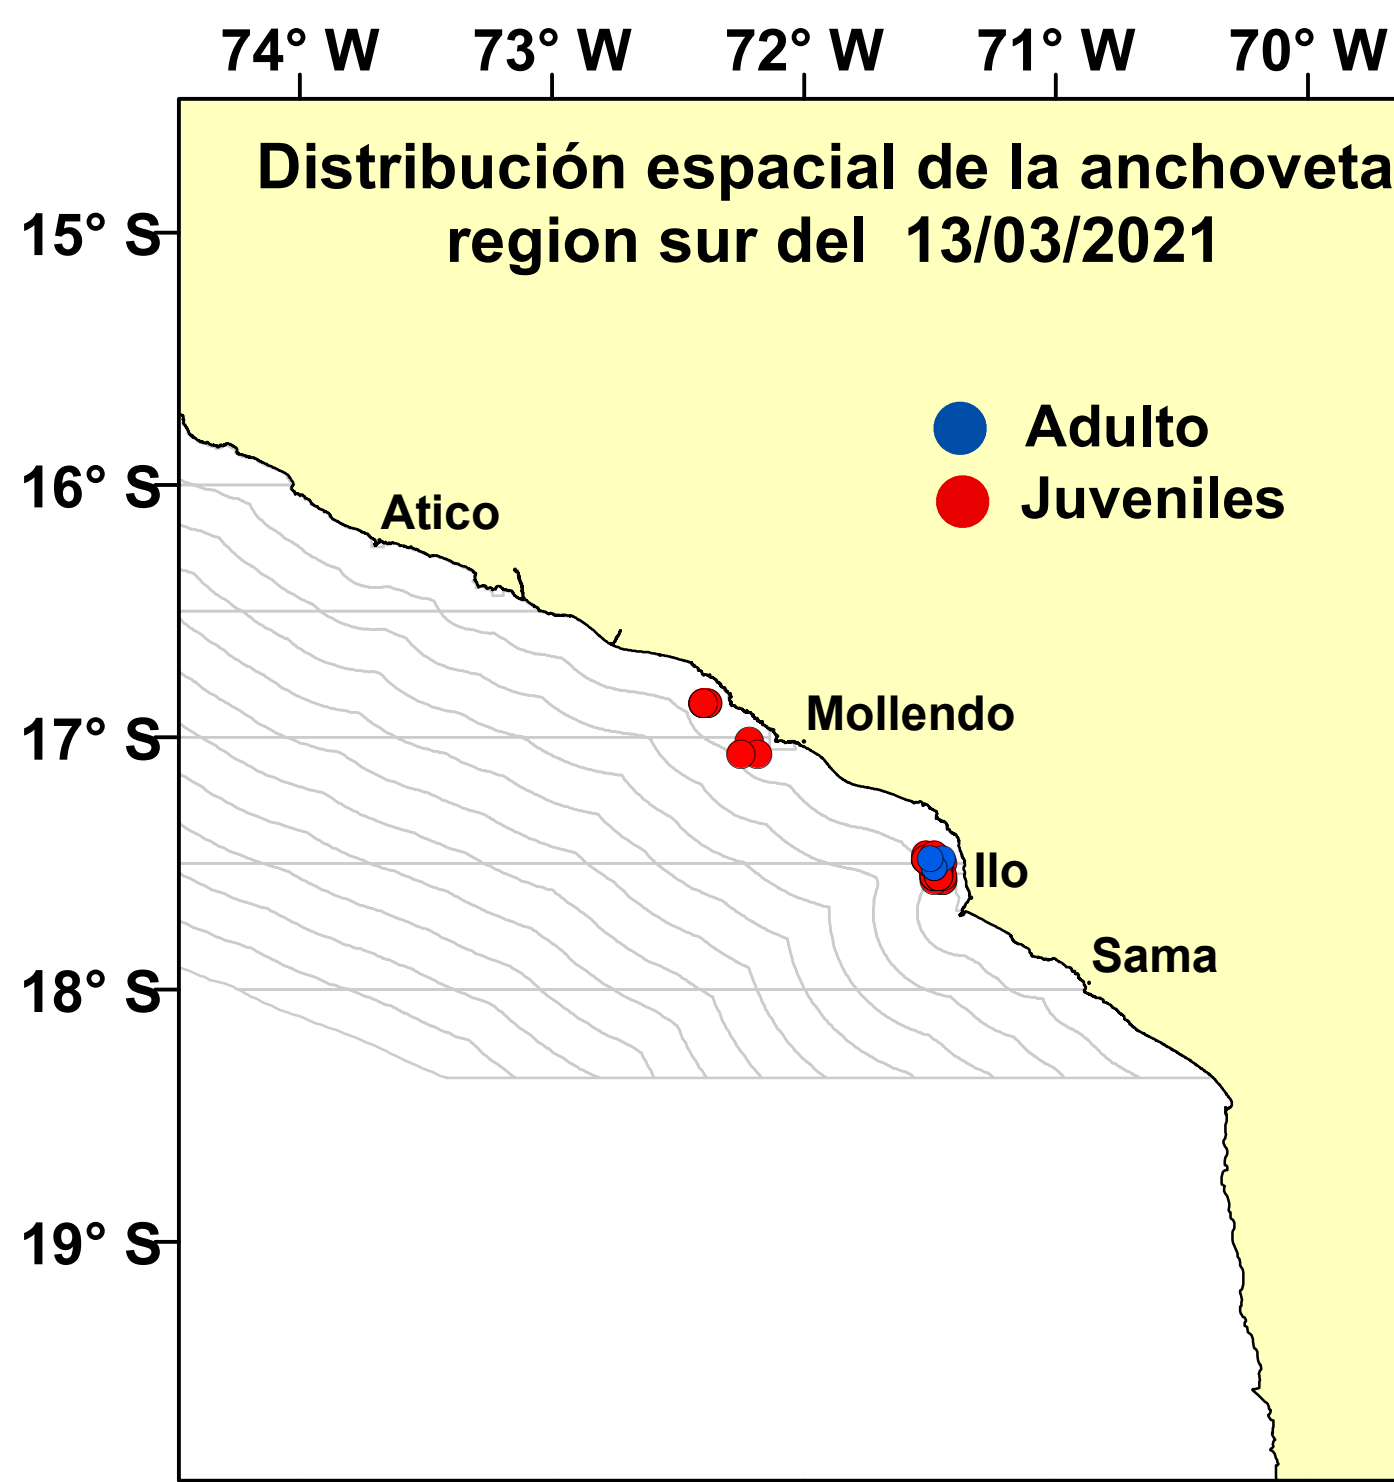 74° W 73° W 72° W 71° W 70° W
Distribución espacial de la anchoveta
region sur del 13/03/2021
15° S
Adulto
16° S
Juveniles
Atico
Mollendo
17° S
Ilo
Sama
18° S
19° S